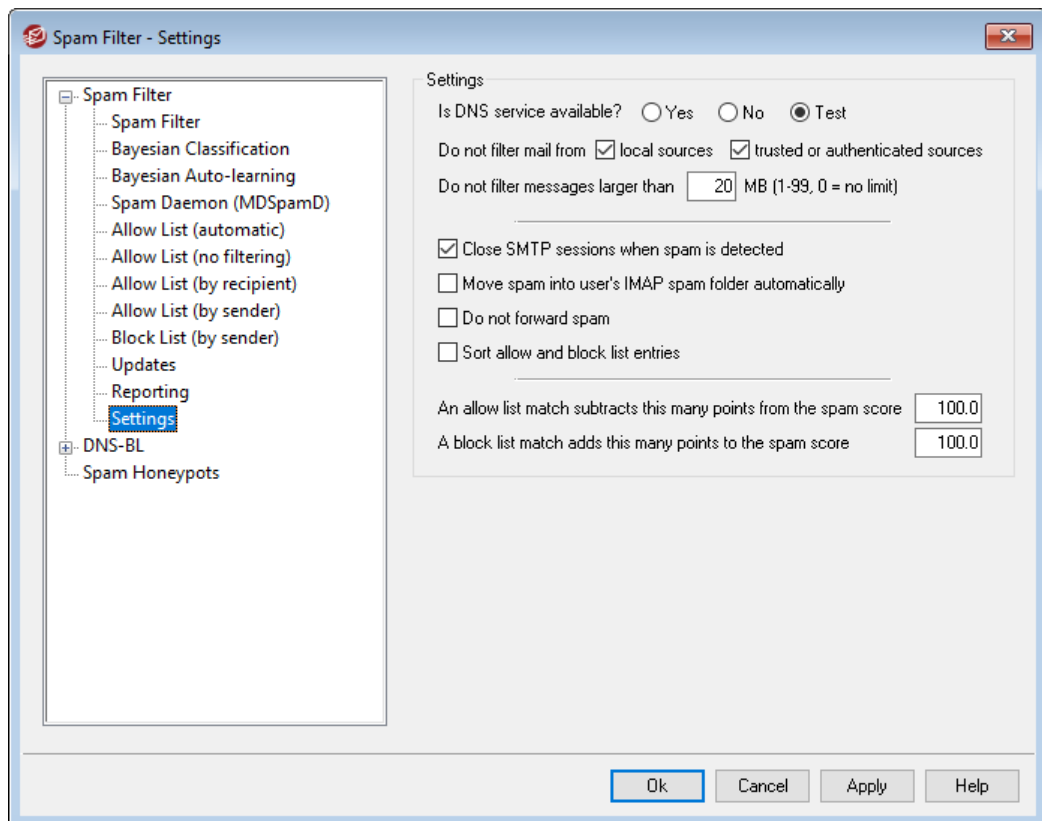 Spam Filter - Settings
Spam Filter
Spam Filter
Bayesian Classification
Bayesian Auto-learning
Spam Daemon (MDSpamD)
Allow List (automatic)
Allow List (no filtering)
Allow List (by recipient)
Allow List (by sender)
Block List (by sender)
Updates
Reporting
Settings
DNS-BL
Spam Honeypots
Settings
Is DNS service available? Yes No Test
Do not filter mail from local sources trusted or authenticated sources
Do not filter messages larger than 20 MB (1-99, 0 = no limit)
Close SMTP sessions when spam is detected
Move spam into user's IMAP spam folder automatically
Do not forward spam
Sort allow and block list entries
An allow list match subtracts this many points from the spam score 100.0
A block list match adds this many points to the spam score 100.0
Ok Cancel Apply Help